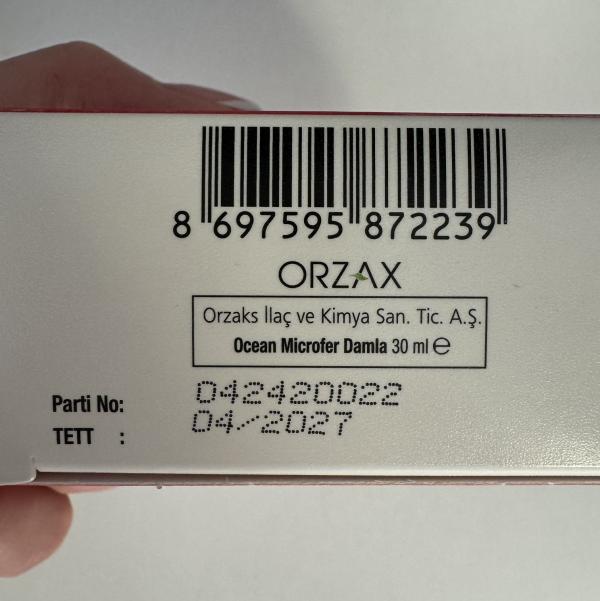 8 697595 872239
ORZAX
Orzaks İlaç ve Kimya San. Tic. A.Ş.
Ocean Microfer Damla 30 ml ℮
Parti No: 042420022
TETT : 04/2027